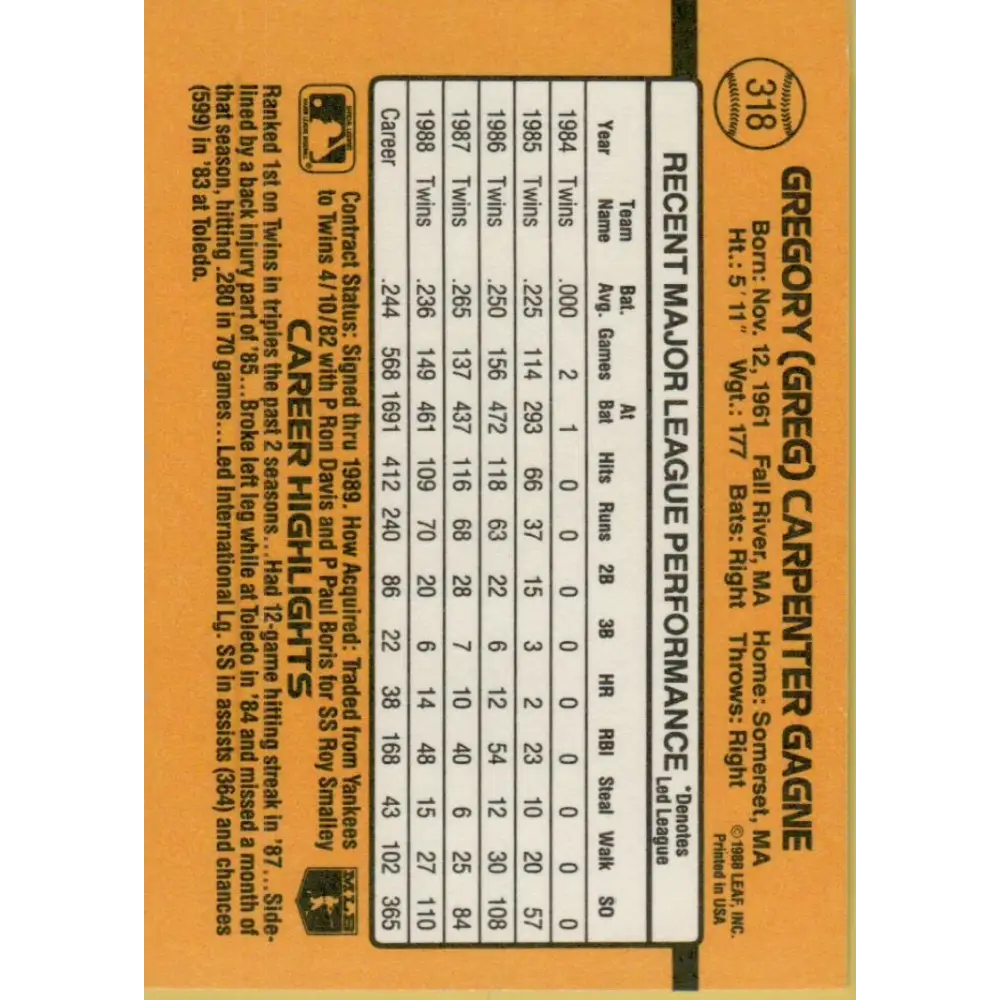 318
GREGORY (GREG) CARPENTER GAGNE
Born: Nov. 12, 1961 Fall River, MA Home: Somerset, MA
Ht.: 5'11" Wgt.: 177 Bats: Right Throws: Right
©1988 LEAF, INC.
Printed in USA
RECENT MAJOR LEAGUE PERFORMANCE *Denotes Led League
Year Team Name Bat. Avg. Games At Bat Hits Runs 2B 3B HR RBI Steal Walk SO
1984 Twins .000 2 1 0 0 0 0 0 0 0 0 0
1985 Twins .225 114 293 66 37 15 3 2 23 10 20 57
1986 Twins .250 156 472 118 63 22 6 12 54 12 30 108
1987 Twins .265 137 437 116 68 28 7 10 40 6 25 84
1988 Twins .236 149 461 109 70 20 6 14 48 15 27 110
Career .244 568 1691 412 240 86 22 38 168 43 102 365
Contract Status: Signed thru 1989. How Acquired: Traded from Yankees
to Twins 4/10/82 with P Ron Davis and P Paul Boris for SS Roy Smalley
MLB
CAREER HIGHLIGHTS
Ranked 1st on Twins in triples the past 2 seasons...Had 12-game hitting streak in '87...Side-
lined by a back injury part of '85...Broke left leg while at Toledo in '84 and missed a month of
that season, hitting .280 in 70 games...Led International Lg. SS in assists (364) and chances
(599) in '83 at Toledo.